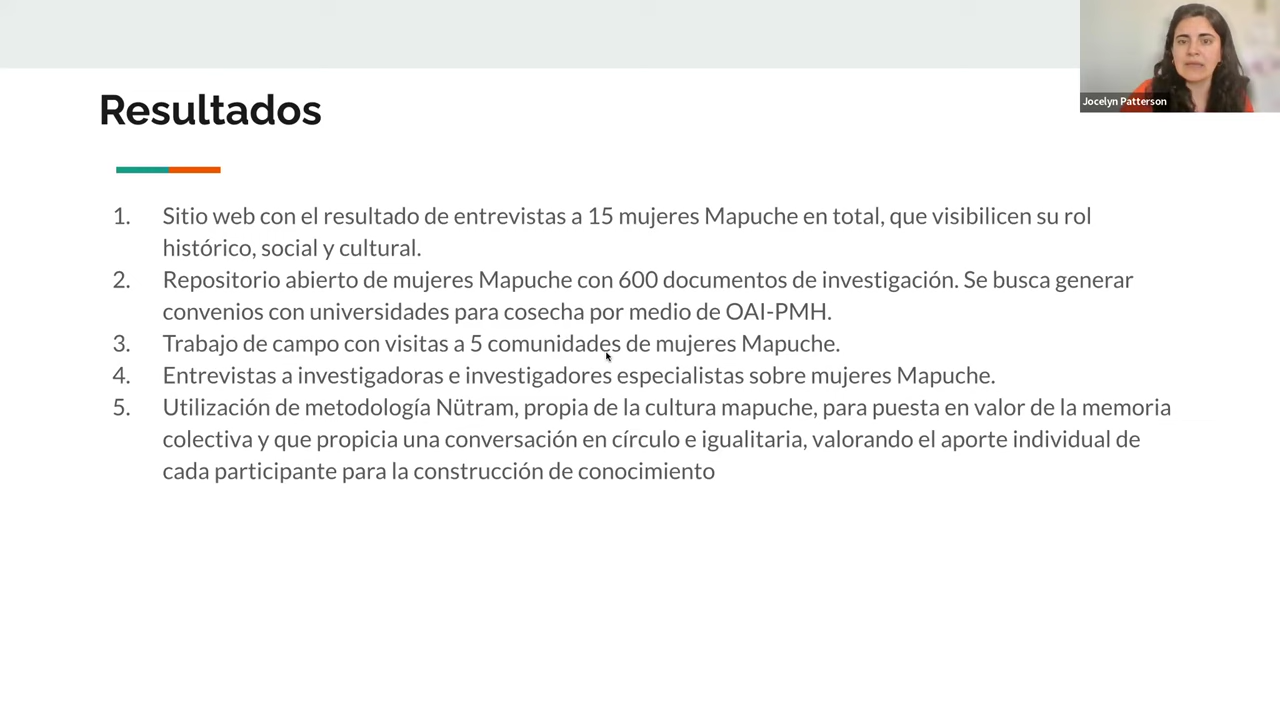 Jocelyn Patterson
Resultados
1. Sitio web con el resultado de entrevistas a 15 mujeres Mapuche en total, que visibilicen su rol
histórico, social y cultural.
2. Repositorio abierto de mujeres Mapuche con 600 documentos de investigación. Se busca generar
convenios con universidades para cosecha por medio de OAI-PMH.
3. Trabajo de campo con visitas a 5 comunidades de mujeres Mapuche.
4. Entrevistas a investigadoras e investigadores especialistas sobre mujeres Mapuche.
5. Utilización de metodología Nütram, propia de la cultura mapuche, para puesta en valor de la memoria
colectiva y que propicia una conversación en círculo e igualitaria, valorando el aporte individual de
cada participante para la construcción de conocimiento